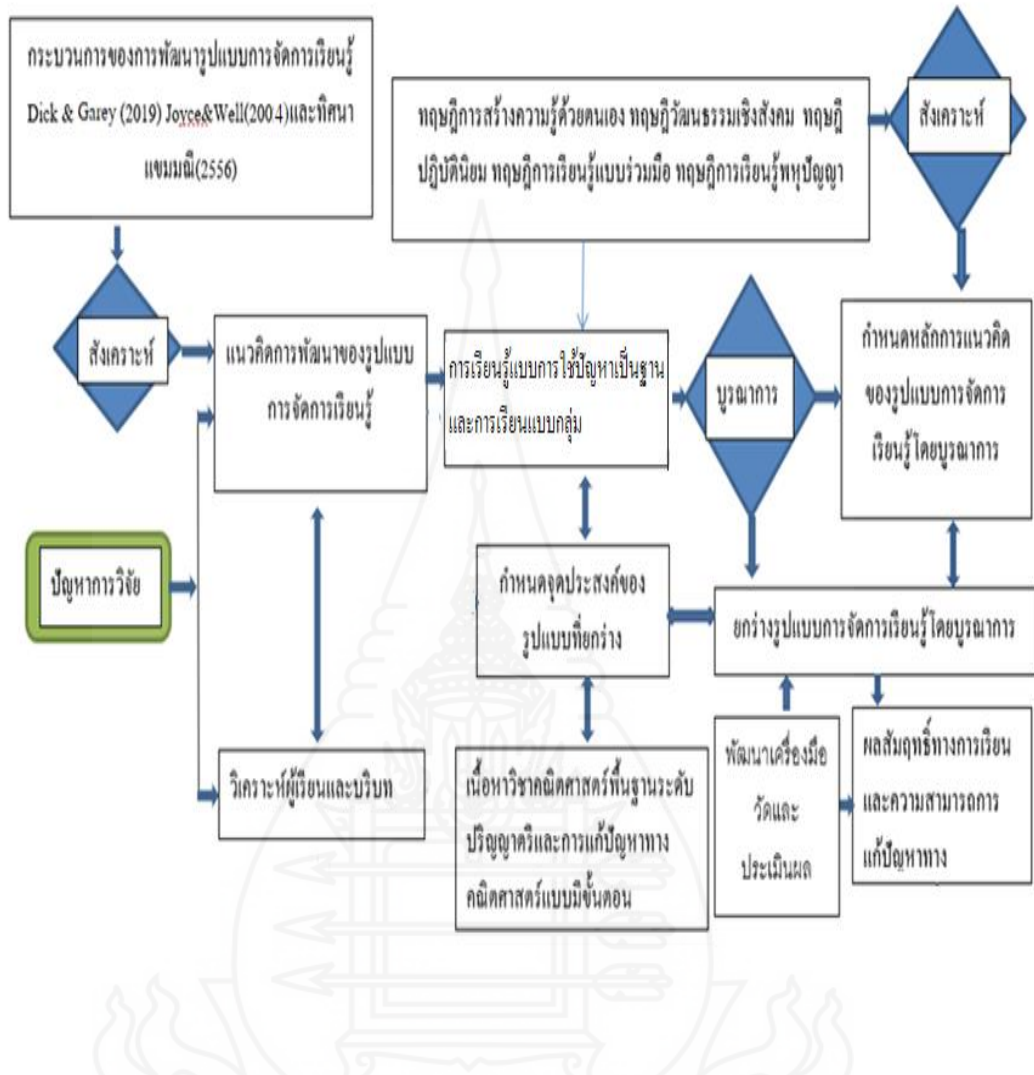 กระบวนการของการพัฒนารูปแบบการจัดการเรียนรู้
Dick & Garey (2019) Joyce&Well(2004)และทิศนา
แขมมณี(2556)
ทฤษฎีการสร้างความรู้ด้วยตนเอง ทฤษฎีวัฒนธรรมเชิงสังคม ทฤษฎี
ปฏิบัตินิยม ทฤษฎีการเรียนรู้แบบร่วมมือ ทฤษฎีการเรียนรู้พหุปัญญา
สังเคราะห์
สังเคราะห์
แนวคิดการพัฒนาของรูปแบบ
การจัดการเรียนรู้
การเรียนรู้แบบการใช้ปัญหาเป็นฐาน
และการเรียนแบบกลุ่ม
บูรณาการ
กำหนดหลักการแนวคิด
ของรูปแบบการจัดการ
เรียนรู้โดยบูรณาการ
ปัญหาการวิจัย
กำหนดจุดประสงค์ของ
รูปแบบที่ยกร่าง
ยกร่างรูปแบบการจัดการเรียนรู้โดยบูรณาการ
วิเคราะห์ผู้เรียนและบริบท
เนื้อหาวิชาคณิตศาสตร์พื้นฐานระดับ
ปริญญาตรีและการแก้ปัญหาทาง
คณิตศาสตร์แบบมีขั้นตอน
พัฒนาเครื่องมือ
วัดและ
ประเมินผล
ผลสัมฤทธิ์ทางการเรียน
และความสามารถการ
แก้ปัญหาทาง